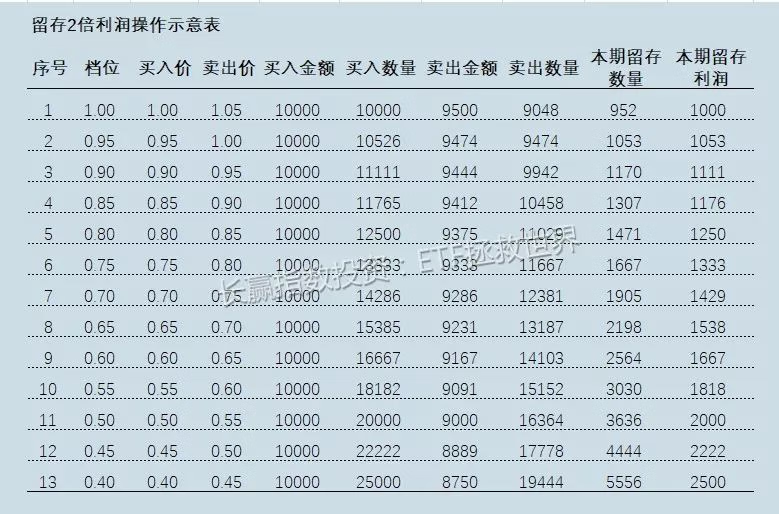 留存2倍利润操作示意表
序号 档位 买入价 卖出价 买入金额 买入数量 卖出金额 卖出数量 本期留存数量 本期留存利润
1 1.00 1.00 1.05 10000 10000 9500 9048 952 1000
2 0.95 0.95 1.00 10000 10526 9474 9474 1053 1053
3 0.90 0.90 0.95 10000 11111 9444 9942 1170 1111
4 0.85 0.85 0.90 10000 11765 9412 10458 1307 1176
5 0.80 0.80 0.85 10000 12500 9375 11029 1471 1250
6 0.75 0.75 0.80 10000 13333 9333 11667 1667 1333
7 0.70 0.70 0.75 10000 14286 9286 12381 1905 1429
8 0.65 0.65 0.70 10000 15385 9231 13187 2198 1538
9 0.60 0.60 0.65 10000 16667 9167 14103 2564 1667
10 0.55 0.55 0.60 10000 18182 9091 15152 3030 1818
11 0.50 0.50 0.55 10000 20000 9000 16364 3636 2000
12 0.45 0.45 0.50 10000 22222 8889 17778 4444 2222
13 0.40 0.40 0.45 10000 25000 8750 19444 5556 2500
长赢指数投资·ETF拯救世界